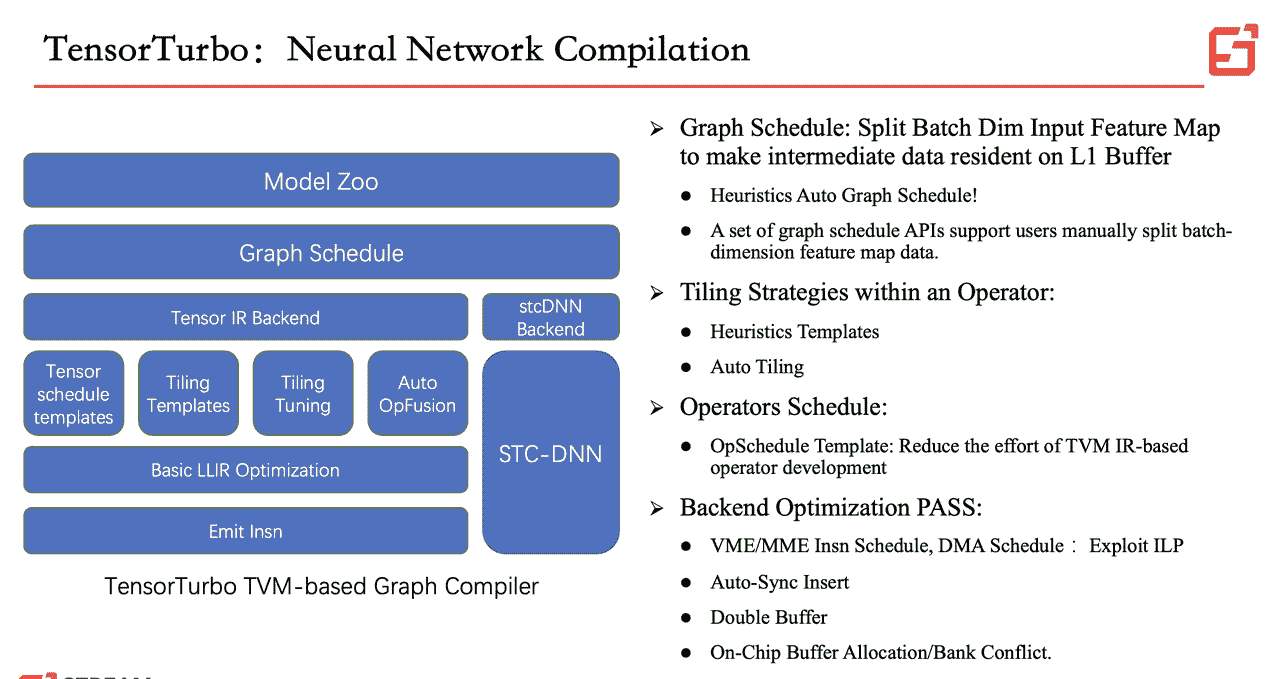 TensorTurbo：Neural Network Compilation
Model Zoo
Graph Schedule
Tensor IR Backend
stcDNN
Backend
Tensor
schedule
templates
Tiling
Templates
Tiling
Tuning
Auto
OpFusion
STC-DNN
Basic LLIR Optimization
Emit Insn
TensorTurbo TVM-based Graph Compiler
➢ Graph Schedule: Split Batch Dim Input Feature Map
to make intermediate data resident on L1 Buffer
● Heuristics Auto Graph Schedule!
● A set of graph schedule APIs support users manually split batch-
dimension feature map data.
➢ Tiling Strategies within an Operator:
● Heuristics Templates
● Auto Tiling
➢ Operators Schedule:
● OpSchedule Template: Reduce the effort of TVM IR-based
operator development
➢ Backend Optimization PASS:
● VME/MME Insn Schedule, DMA Schedule： Exploit ILP
● Auto-Sync Insert
● Double Buffer
● On-Chip Buffer Allocation/Bank Conflict.